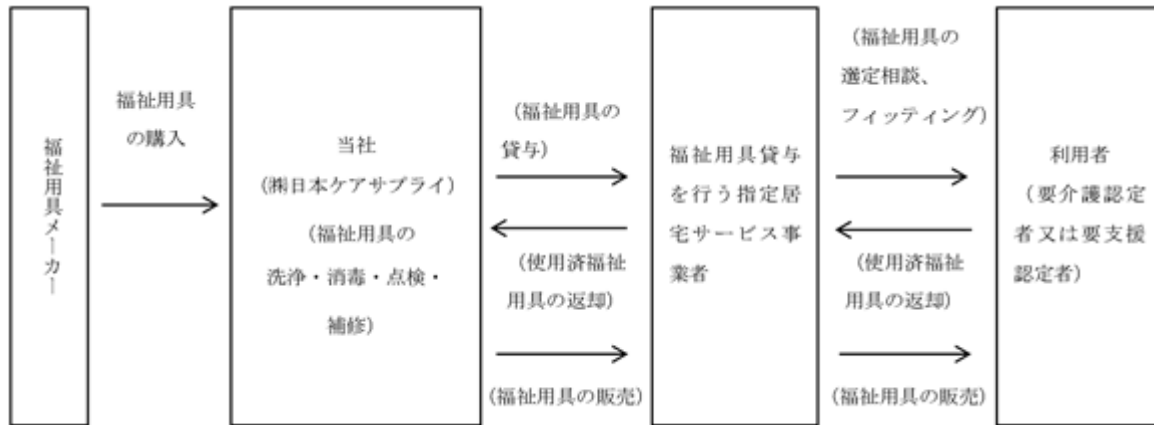 福祉用具メーカー
福祉用具
の購入
当社
(㈱日本ケアサプライ)
(福祉用具の
洗浄・消毒・点検・
補修)
(福祉用具の
貸与)
(使用済福祉
用具の返却)
(福祉用具の販売)
福祉用具貸与
を行う指定居
宅サービス事
業者
(福祉用具の
選定相談、
フィッティング)
(使用済福祉
用具の返却)
(福祉用具の販売)
利用者
(要介護認定
者又は要支援
認定者)